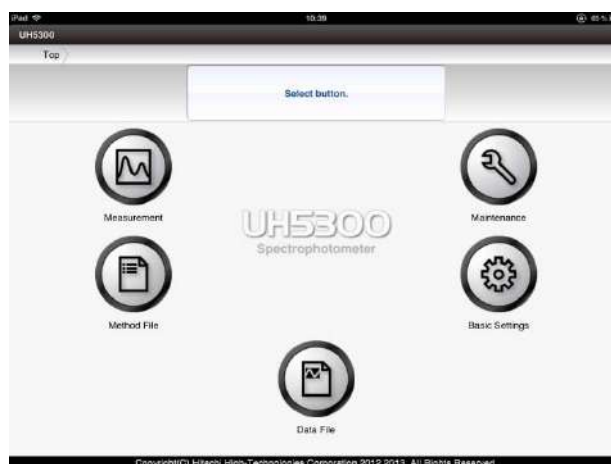 iPad 10:39
UH5300
Top
Select button.
Measurement
Maintenance
UH5300
Spectrophotometer
Method File
Basic Settings
Data File
Copyright(C) Hitachi High-Technologies Corporation 2012,2013. All Rights Reserved.